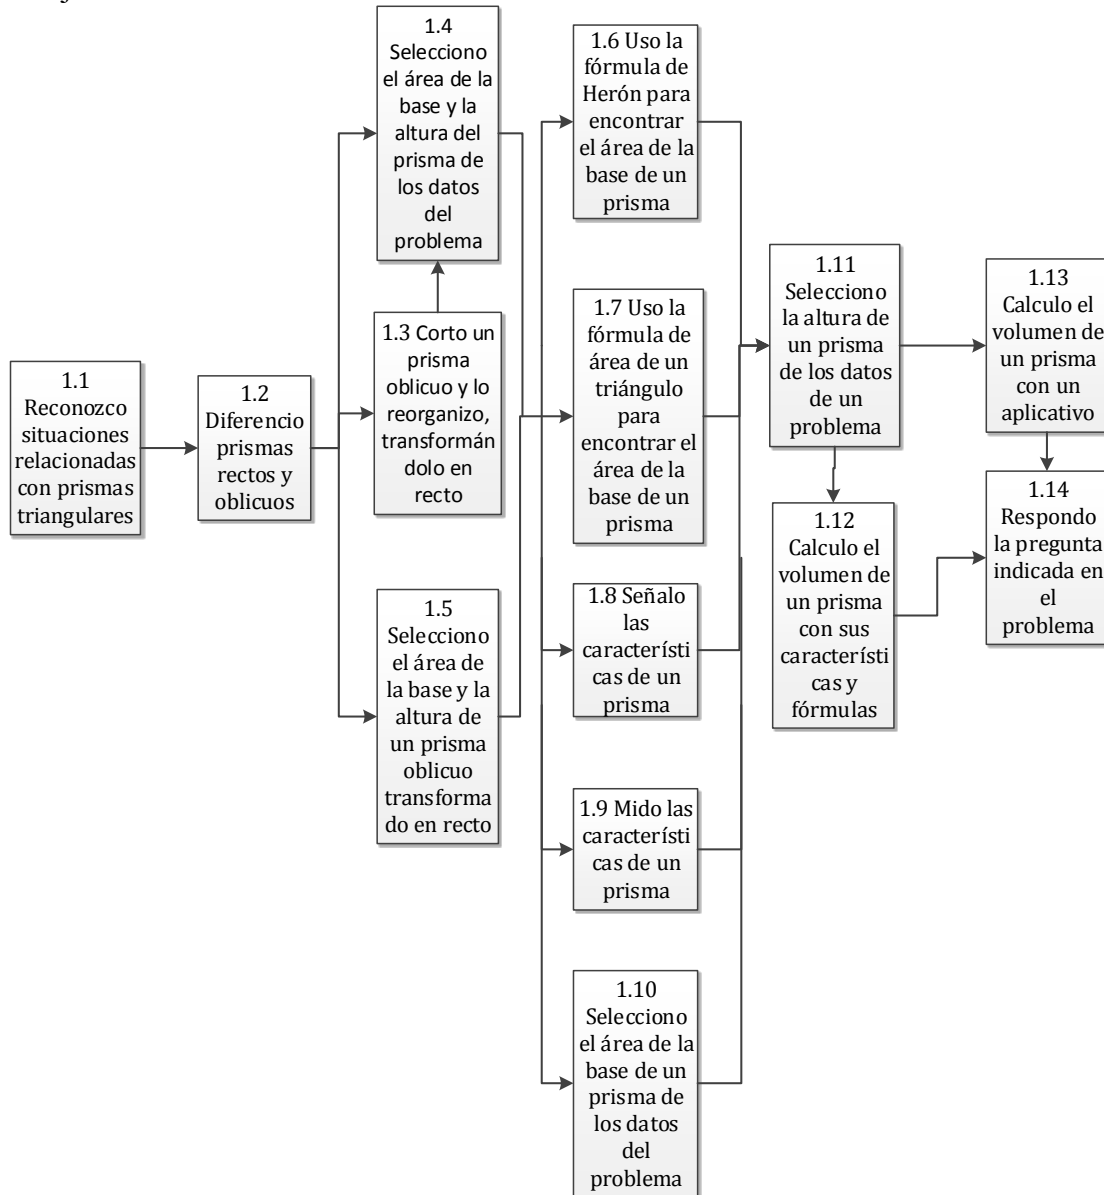 1.1
Reconozco
situaciones
relacionadas
con prismas
triangulares
1.2
Diferencio
prismas
rectos y
oblicuos
1.4
Selecciono
el área de la
base y la
altura del
prisma de
los datos
del
problema
1.3 Corto un
prisma
oblicuo y lo
reorganizo,
transformán
dolo en
recto
1.5
Selecciono
el área de
la base y la
altura de
un prisma
oblicuo
transforma
do en recto
1.6 Uso la
fórmula de
Herón para
encontrar
el área de la
base de un
prisma
1.7 Uso la
fórmula de
área de un
triángulo
para
encontrar el
área de la
base de un
prisma
1.8 Señalo
las
característi
cas de un
prisma
1.9 Mido las
característi
cas de un
prisma
1.10
Selecciono
el área de la
base de un
prisma de
los datos
del
problema
1.11
Selecciono
la altura de
un prisma
de los datos
de un
problema
1.12
Calculo el
volumen de
un prisma
con sus
característi
cas y
fórmulas
1.13
Calculo el
volumen de
un prisma
con un
aplicativo
1.14
Respondo
la pregunta
indicada en
el
problema